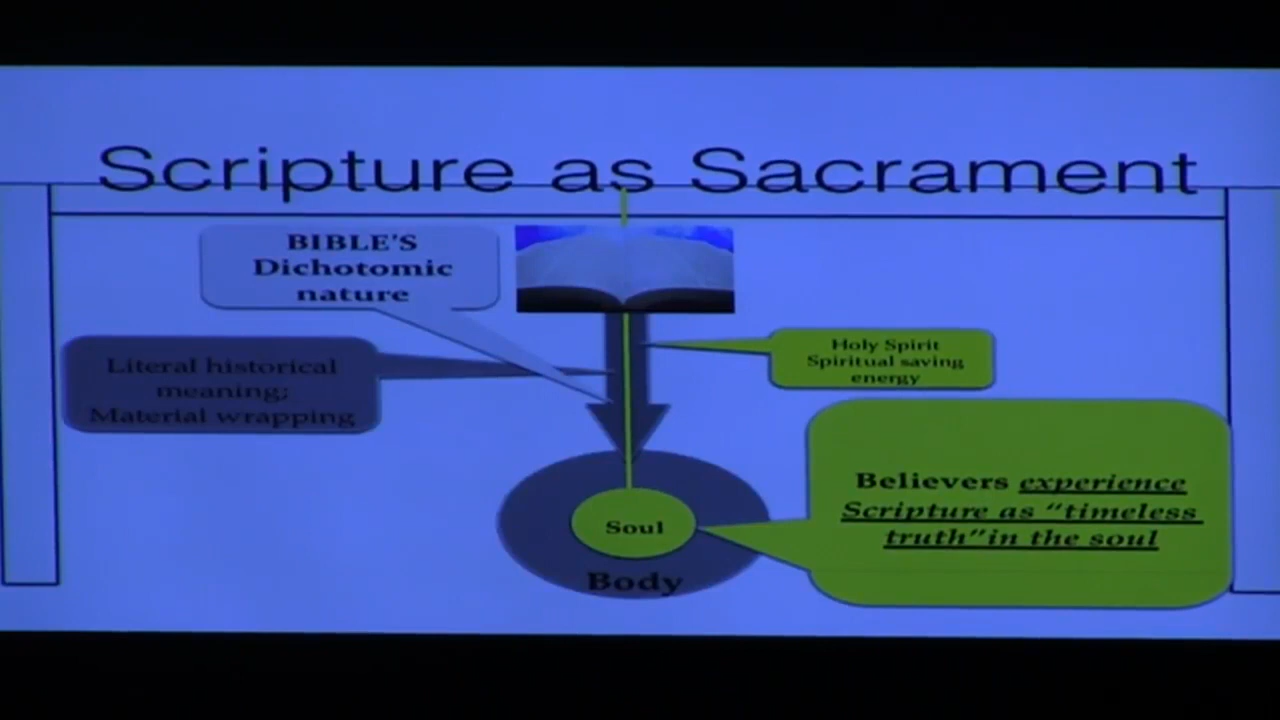 Scripture as Sacrament
BIBLE'S
Dichotomic
nature
Literal historical
meaning;
Material wrapping
Holy Spirit
Spiritual saving
energy
Believers experience
Scripture as “timeless
truth”in the soul
Soul
Body